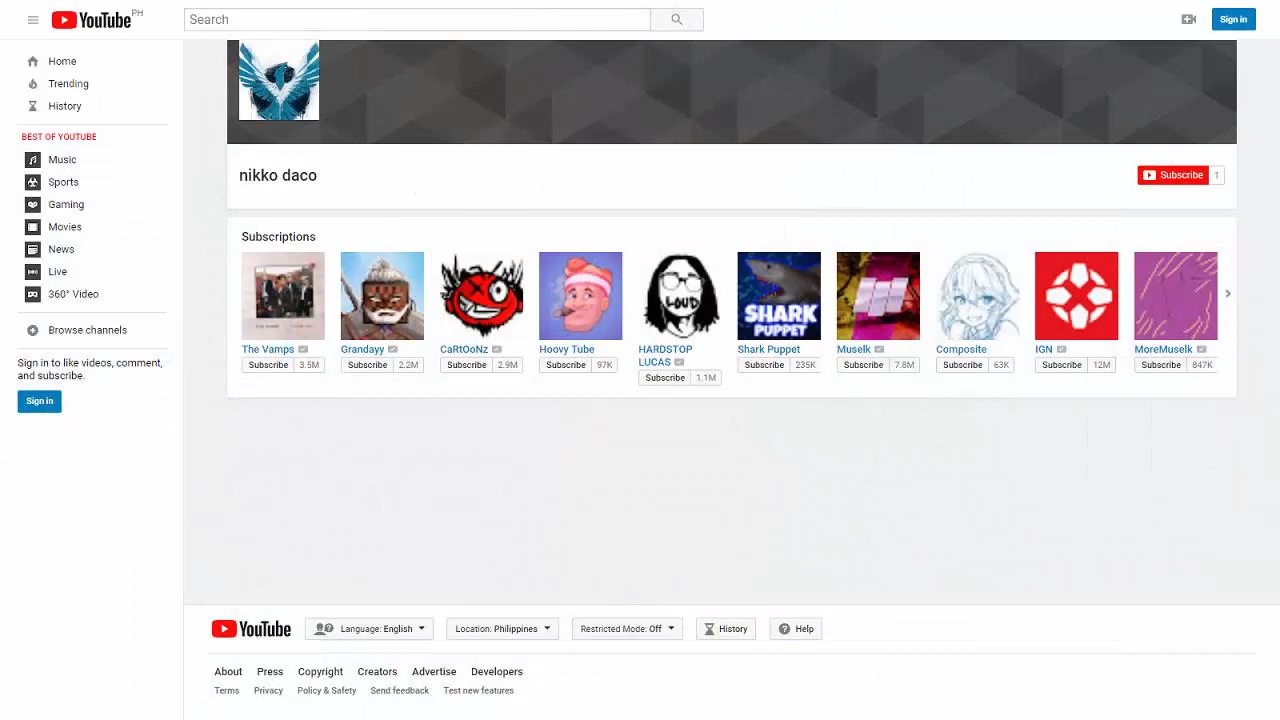 YouTube PH
Search
Sign in
Home
Trending
History
BEST OF YOUTUBE
Music
Sports
Gaming
Movies
News
Live
360° Video
Browse channels
Sign in to like videos, comment,
and subscribe.
Sign in
nikko daco
Subscribe 1
Subscriptions
LOUD
SHARK
PUPPET
The Vamps
Subscribe 3.5M
Grandayy
Subscribe 2.2M
CaRtOoNz
Subscribe 2.9M
Hoovy Tube
Subscribe 97K
HARDSTOP
LUCAS
Subscribe 1.1M
Shark Puppet
Subscribe 235K
Muselk
Subscribe 7.8M
Composite
Subscribe 63K
IGN
Subscribe 12M
MoreMuselk
Subscribe 847K
YouTube
Language: English
Location: Philippines
Restricted Mode: Off
History
Help
About Press Copyright Creators Advertise Developers
Terms Privacy Policy & Safety Send feedback Test new features